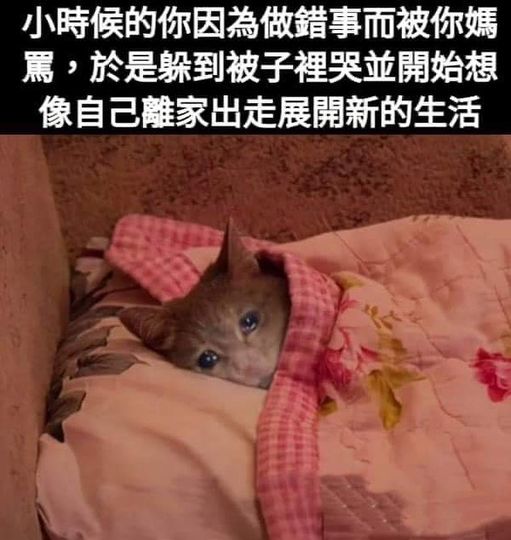 小時候的你因為做錯事而被你媽
罵，於是躲到被子裡哭並開始想
像自己離家出走展開新的生活